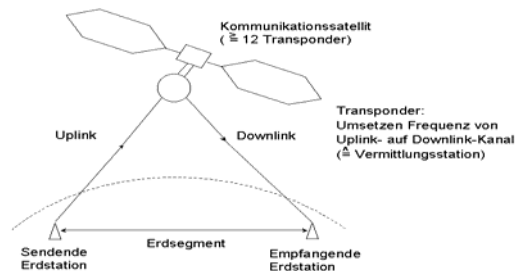 Kommunikationssatellit
( ≧ 12 Transponder)
Transponder:
Umsetzen Frequenz von
Uplink- auf Downlink-Kanal
(≙ Vermittlungsstation)
Uplink
Downlink
Erdsegment
Sendende
Erdstation
Empfangende
Erdstation